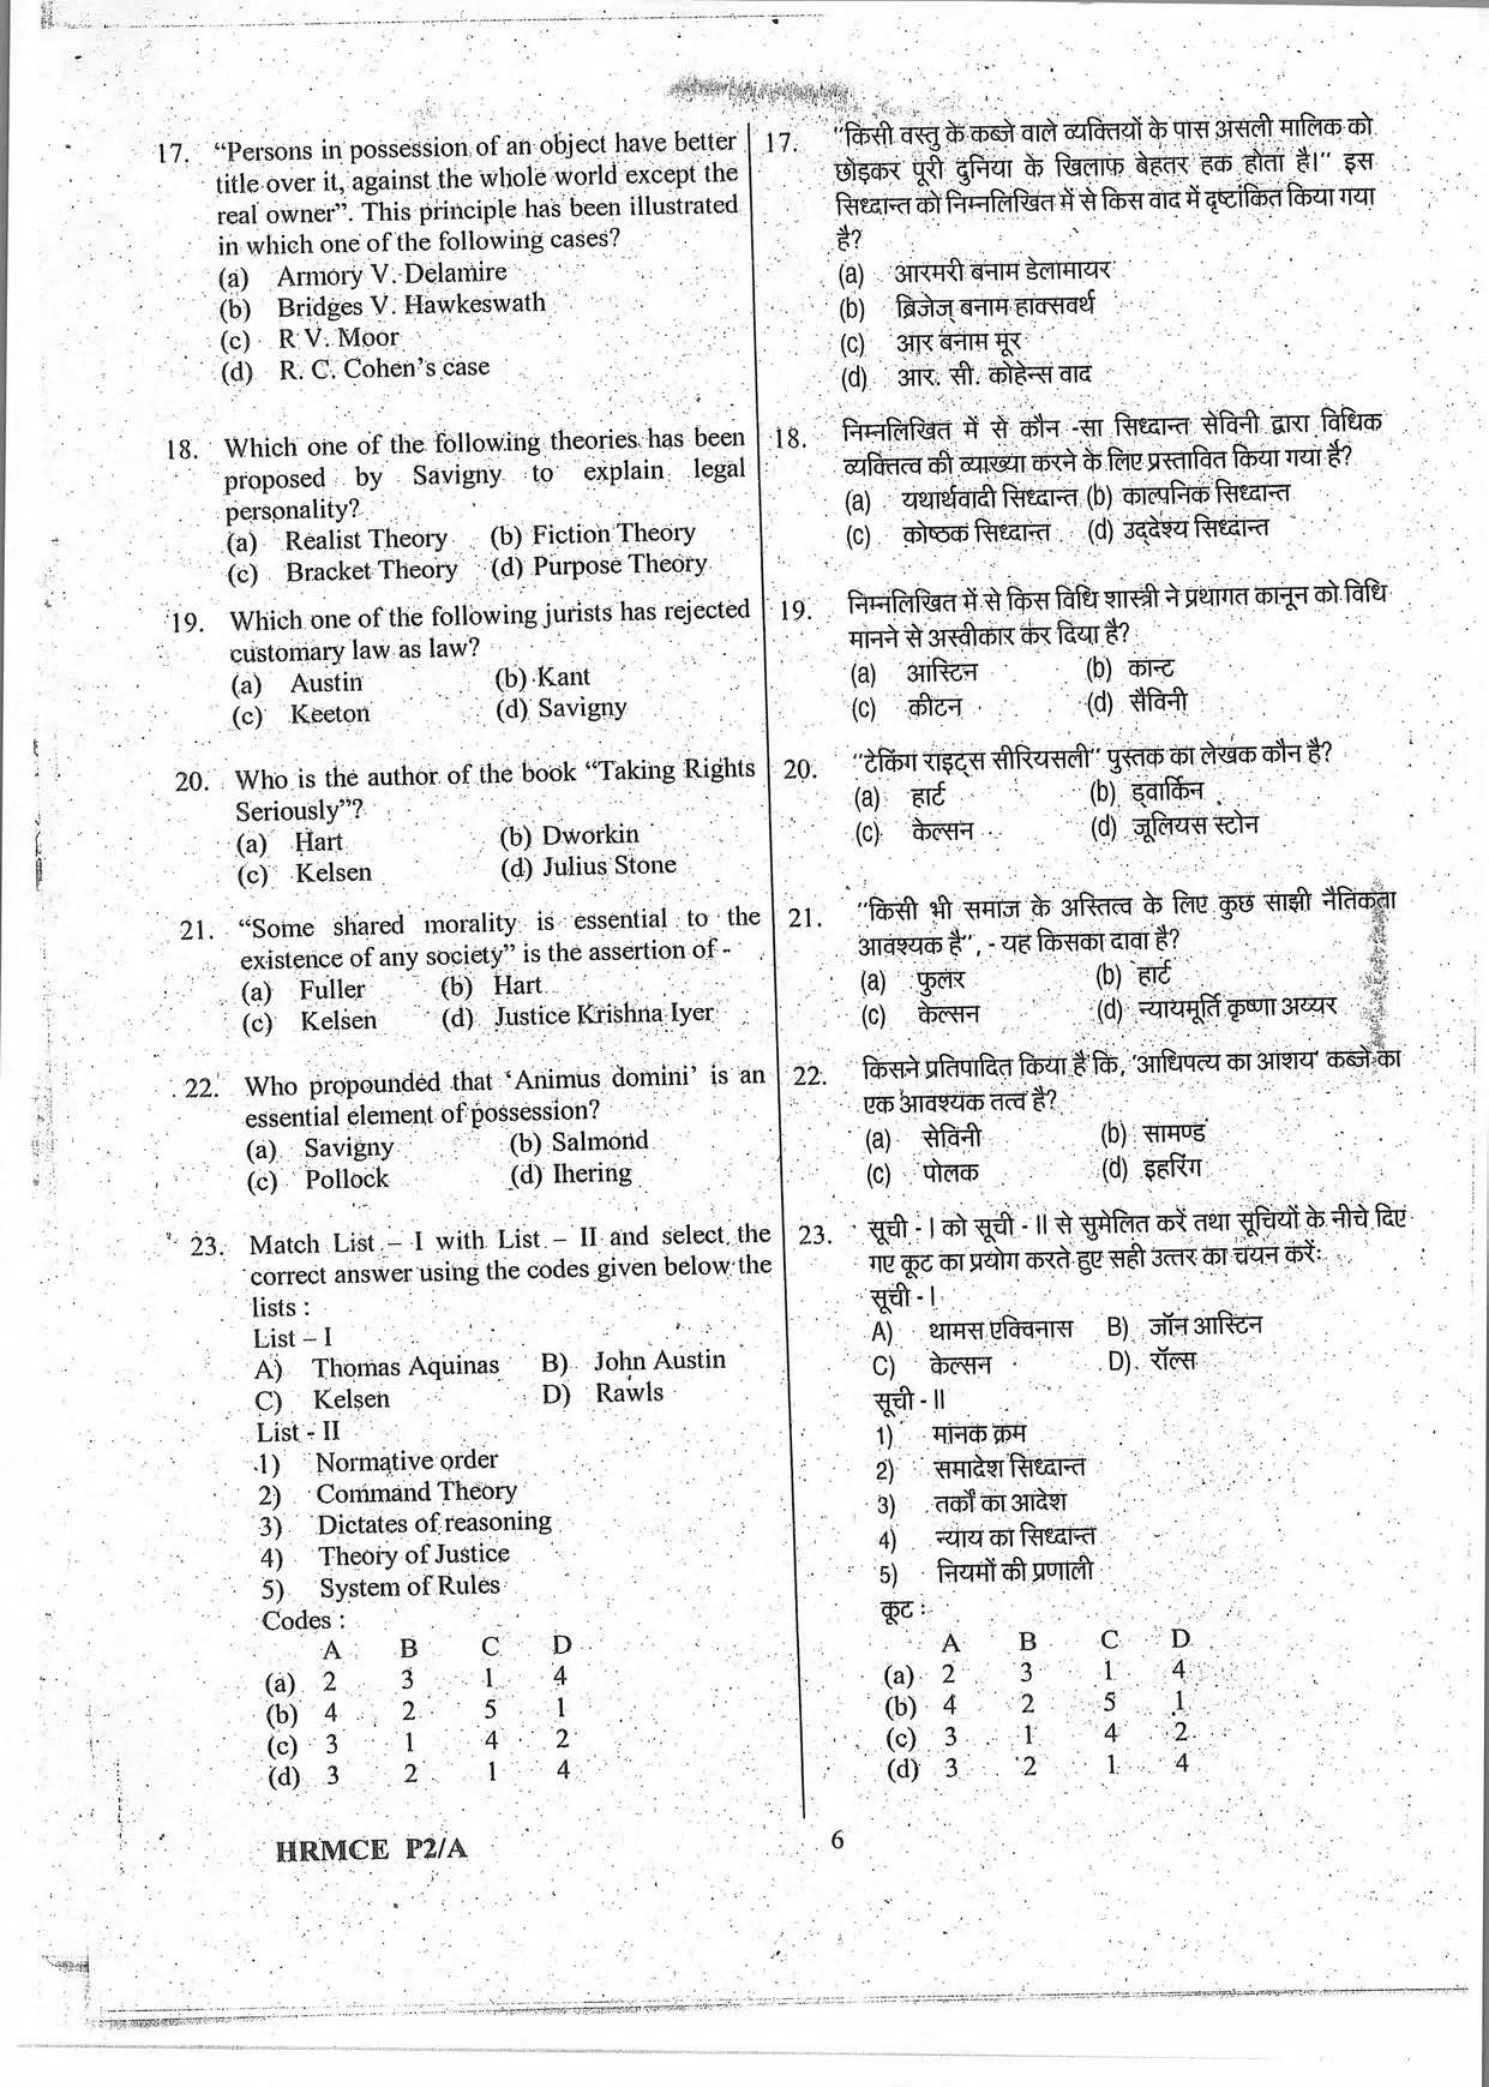 17. “Persons in possession of an object have better
title over it, against the whole world except the
real owner”. This principle has been illustrated
in which one of the following cases?
(a) Armory V. Delamire
(b) Bridges V. Hawkeswath
(c) R V. Moor
(d) R. C. Cohen’s case
18. Which one of the following theories has been
proposed by Savigny to explain legal
personality?
(a) Realist Theory (b) Fiction Theory
(c) Bracket Theory (d) Purpose Theory
19. Which one of the following jurists has rejected
customary law as law?
(a) Austin (b) Kant
(c) Keeton (d) Savigny
20. Who is the author of the book “Taking Rights
Seriously”?
(a) Hart (b) Dworkin
(c) Kelsen (d) Julius Stone
21. “Some shared morality is essential to the
existence of any society” is the assertion of -
(a) Fuller (b) Hart
(c) Kelsen (d) Justice Krishna Iyer
22. Who propounded that ‘Animus domini’ is an
essential element of possession?
(a) Savigny (b) Salmond
(c) Pollock (d) Ihering
23. Match List – I with List – II and select the
correct answer using the codes given below the
lists :
List – I
A) Thomas Aquinas B) John Austin
C) Kelsen D) Rawls
List - II
1) Normative order
2) Command Theory
3) Dictates of reasoning
4) Theory of Justice
5) System of Rules
Codes :
A B C D
(a) 2 3 1 4
(b) 4 2 5 1
(c) 3 1 4 2
(d) 3 2 1 4
17. “किसी वस्तु के कब्जे वाले व्यक्तियों के पास असली मालिक को
छोड़कर पूरी दुनिया के खिलाफ़ बेहतर हक होता है।” इस
सिध्दान्त को निम्नलिखित में से किस वाद में दृष्टांकित किया गया
है?
(a) आरमरी बनाम डेलामायर
(b) ब्रिजेज् बनाम हाक्सवर्थ
(c) आर बनाम मूर
(d) आर. सी. कोहेन्स वाद
18. निम्नलिखित में से कौन -सा सिध्दान्त सेविनी द्वारा विधिक
व्यक्तित्व की व्याख्या करने के लिए प्रस्तावित किया गया है?
(a) यथार्थवादी सिध्दान्त (b) काल्पनिक सिध्दान्त
(c) कोष्ठक सिध्दान्त (d) उद्देश्य सिध्दान्त
19. निम्नलिखित में से किस विधि शास्त्री ने प्रथागत कानून को विधि
मानने से अस्वीकार कर दिया है?
(a) आस्टिन (b) कान्ट
(c) कीटन (d) सैविनी
20. “टेकिंग राइट्स सीरियसली” पुस्तक का लेखक कौन है?
(a) हार्ट (b) ड्वार्किन
(c) केल्सन (d) जूलियस स्टोन
21. “किसी भी समाज के अस्तित्व के लिए कुछ साझी नैतिकता
आवश्यक है”, - यह किसका दावा है?
(a) फुलर (b) हार्ट
(c) केल्सन (d) न्यायमूर्ति कृष्णा अय्यर
22. किसने प्रतिपादित किया है कि, ‘आधिपत्य का आशय’ कब्जे का
एक आवश्यक तत्व है?
(a) सेविनी (b) सामण्ड
(c) पोलक (d) इहरिंग
23. सूची - I को सूची - II से सुमेलित करें तथा सूचियों के नीचे दिए
गए कूट का प्रयोग करते हुए सही उत्तर का चयन करें:
सूची - I
A) थामस एक्विनास B) जॉन आस्टिन
C) केल्सन D) रॉल्स
सूची - II
1) मानक क्रम
2) समादेश सिध्दान्त
3) तर्कों का आदेश
4) न्याय का सिध्दान्त
5) नियमों की प्रणाली
कूट :
A B C D
(a) 2 3 1 4
(b) 4 2 5 1
(c) 3 1 4 2
(d) 3 2 1 4
HRMCE P2/A
6